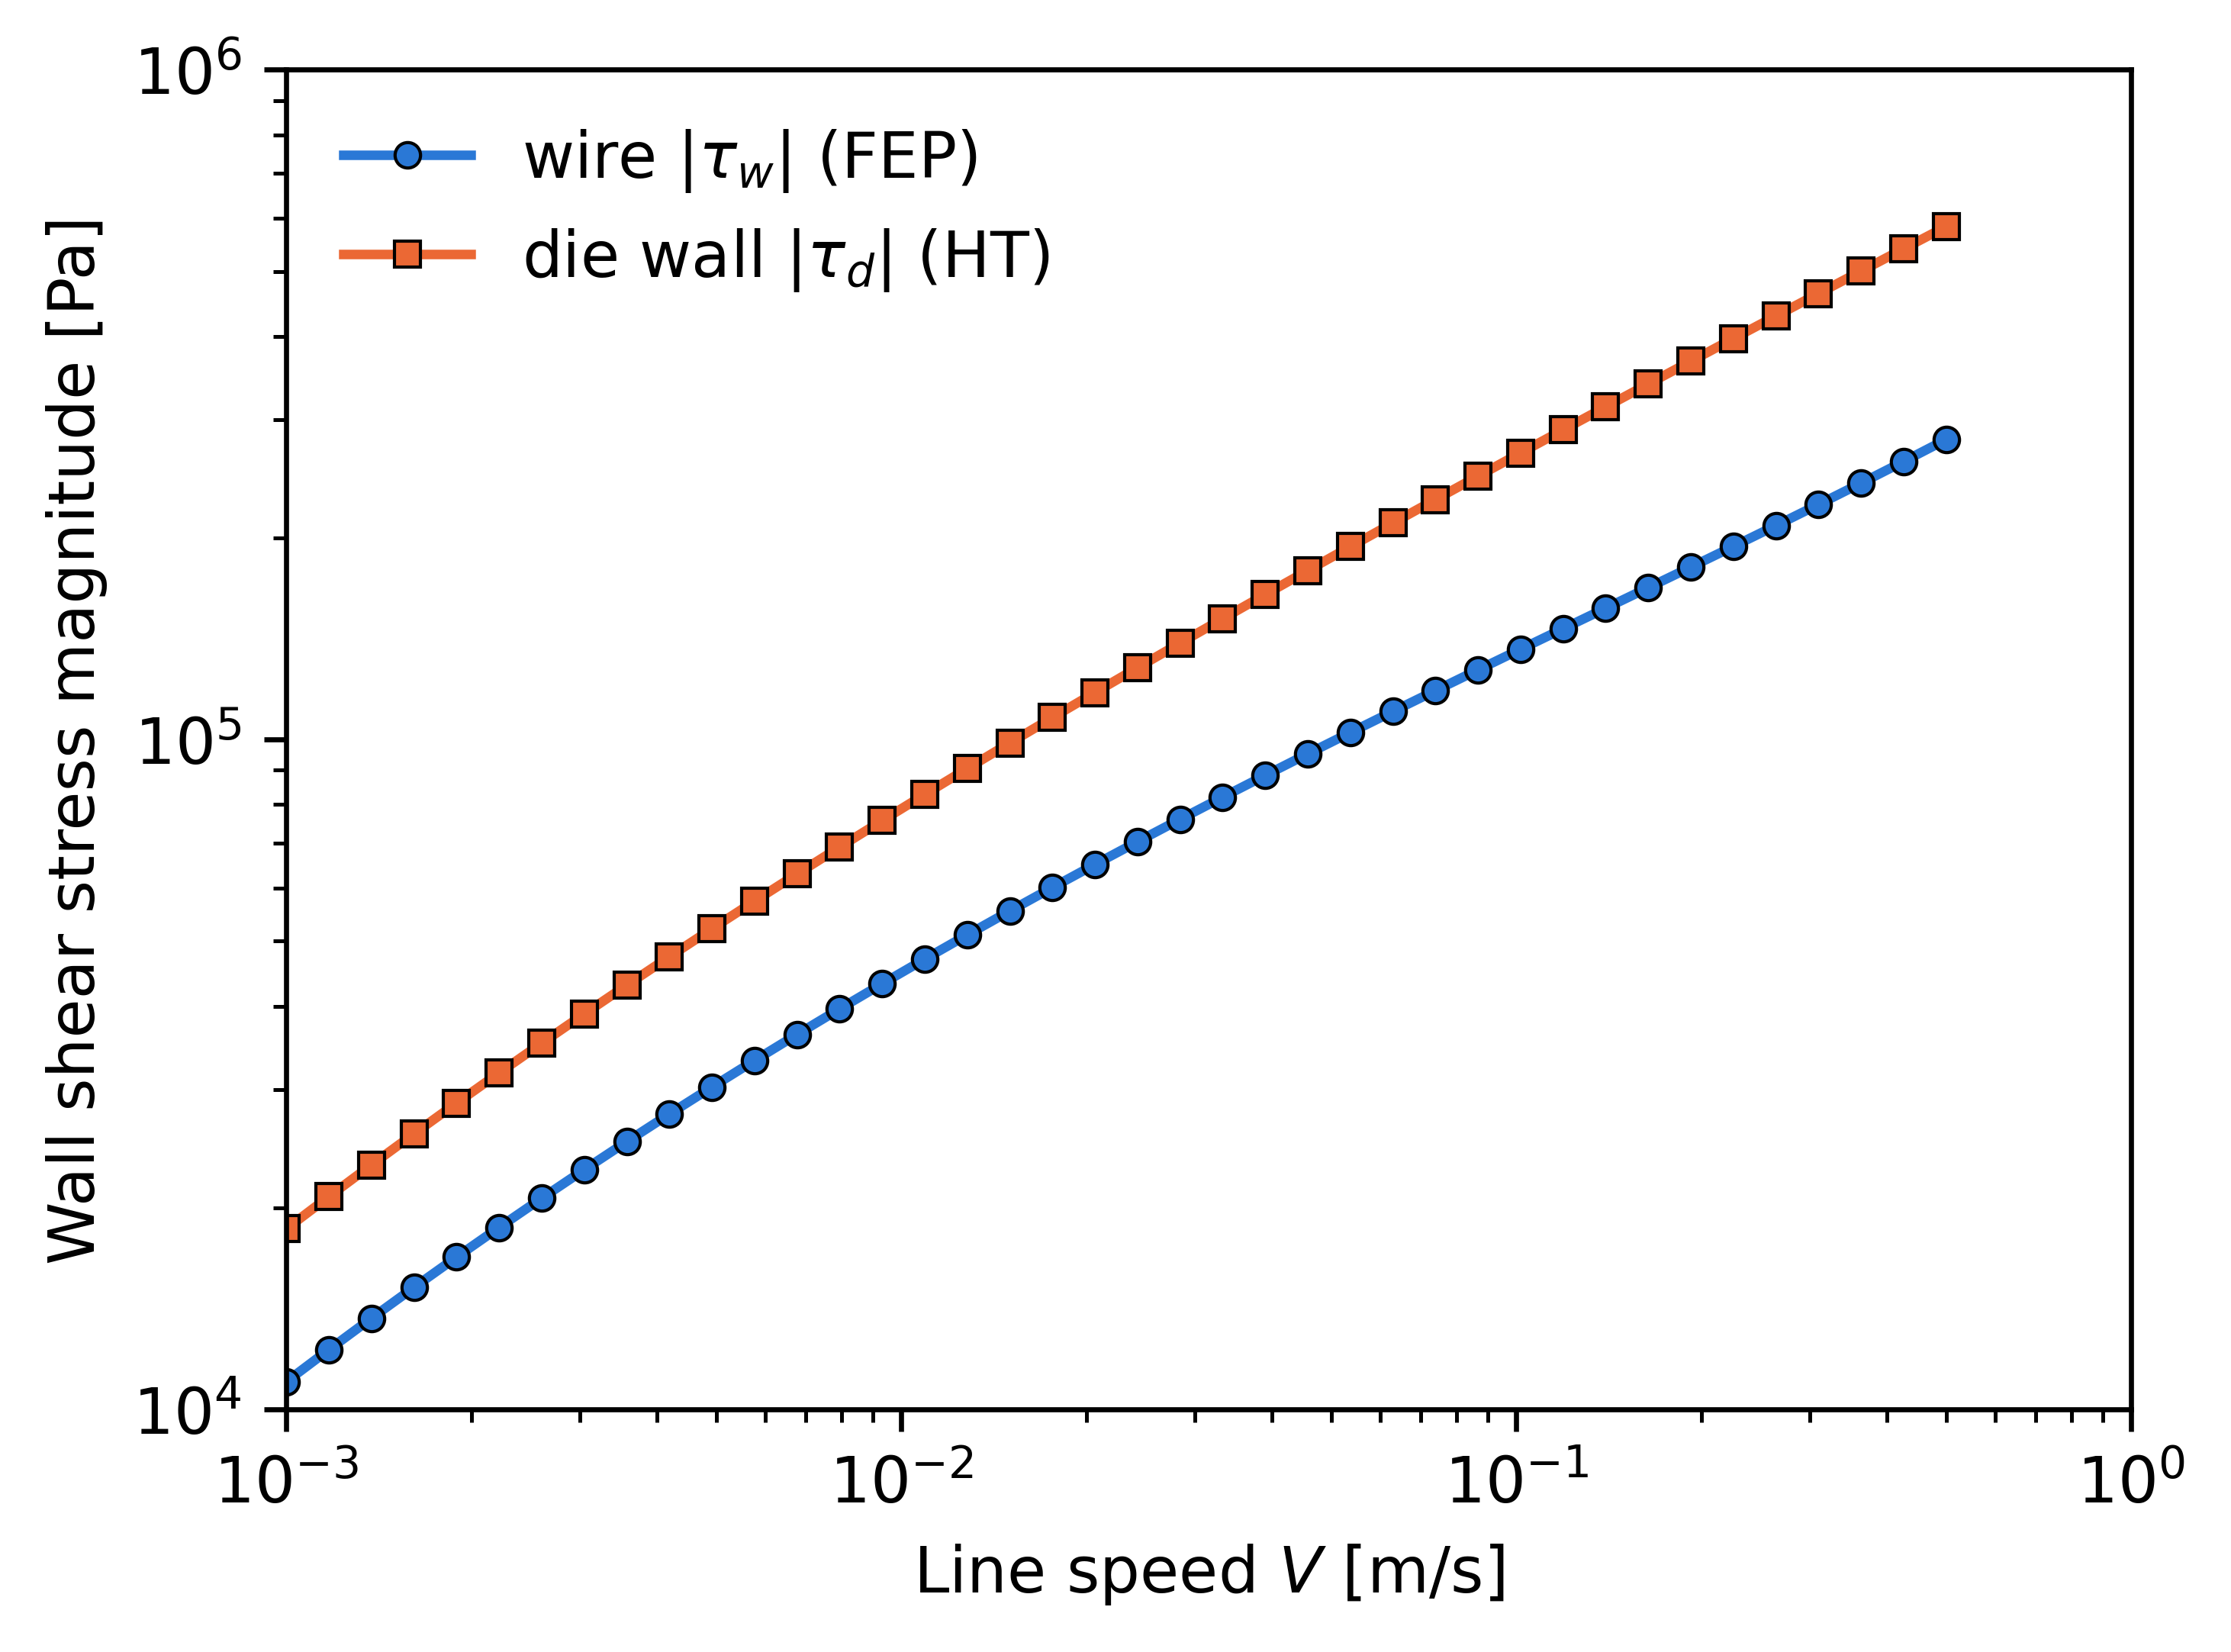 wire |τ_w| (FEP)
die wall |τ_d| (HT)
Wall shear stress magnitude [Pa]
10^6
10^5
10^4
10^−3
10^−2
10^−1
10^0
Line speed V [m/s]